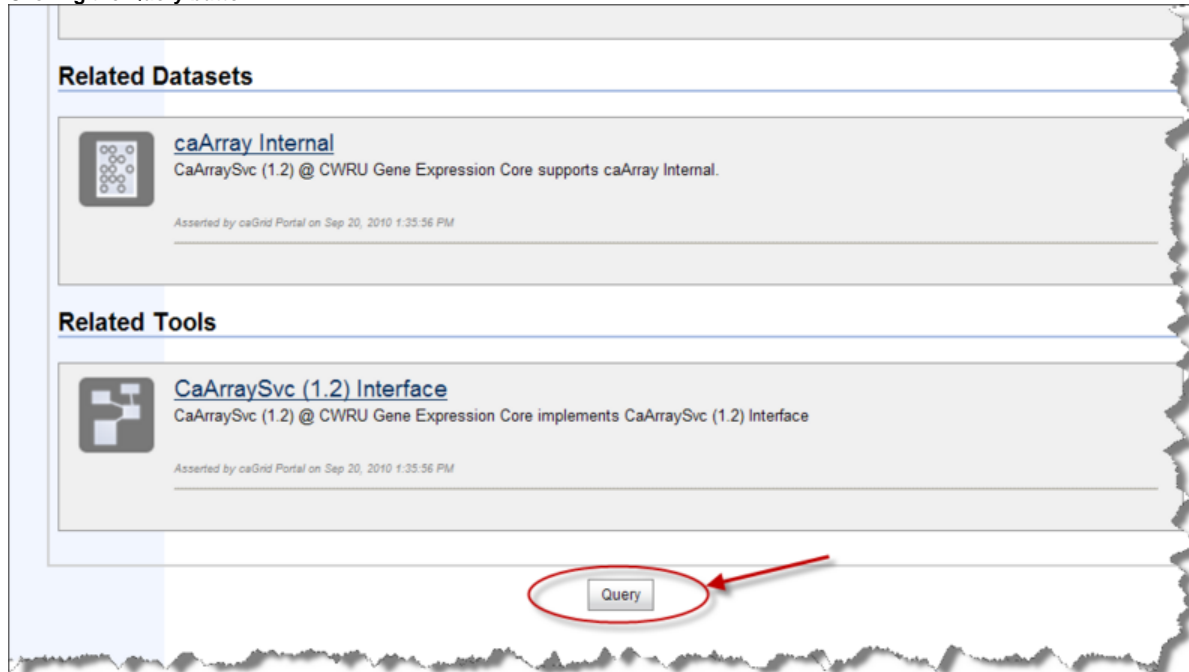 Related Datasets
caArray Internal
CaArraySvc (1.2) @ CWRU Gene Expression Core supports caArray Internal.
Asserted by caGrid Portal on Sep 20, 2010 1:35:56 PM
Related Tools
CaArraySvc (1.2) Interface
CaArraySvc (1.2) @ CWRU Gene Expression Core implements CaArraySvc (1.2) Interface
Asserted by caGrid Portal on Sep 20, 2010 1:35:56 PM
Query